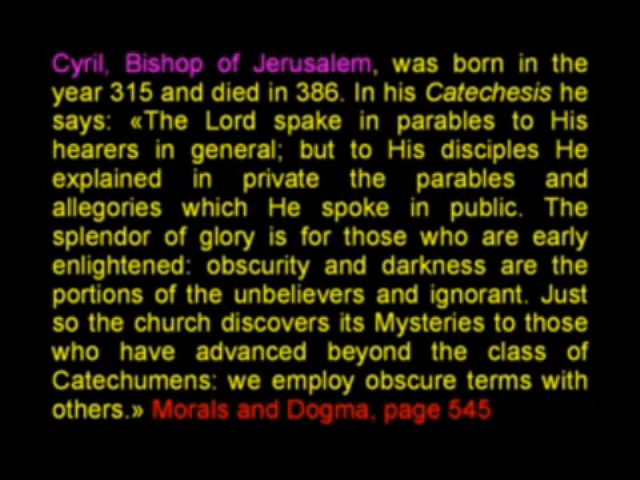 Cyril, Bishop of Jerusalem, was born in the
year 315 and died in 386. In his Catechesis he
says: «The Lord spake in parables to His
hearers in general; but to His disciples He
explained in private the parables and
allegories which He spoke in public. The
splendor of glory is for those who are early
enlightened: obscurity and darkness are the
portions of the unbelievers and ignorant. Just
so the church discovers its Mysteries to those
who have advanced beyond the class of
Catechumens: we employ obscure terms with
others.» Morals and Dogma, page 545